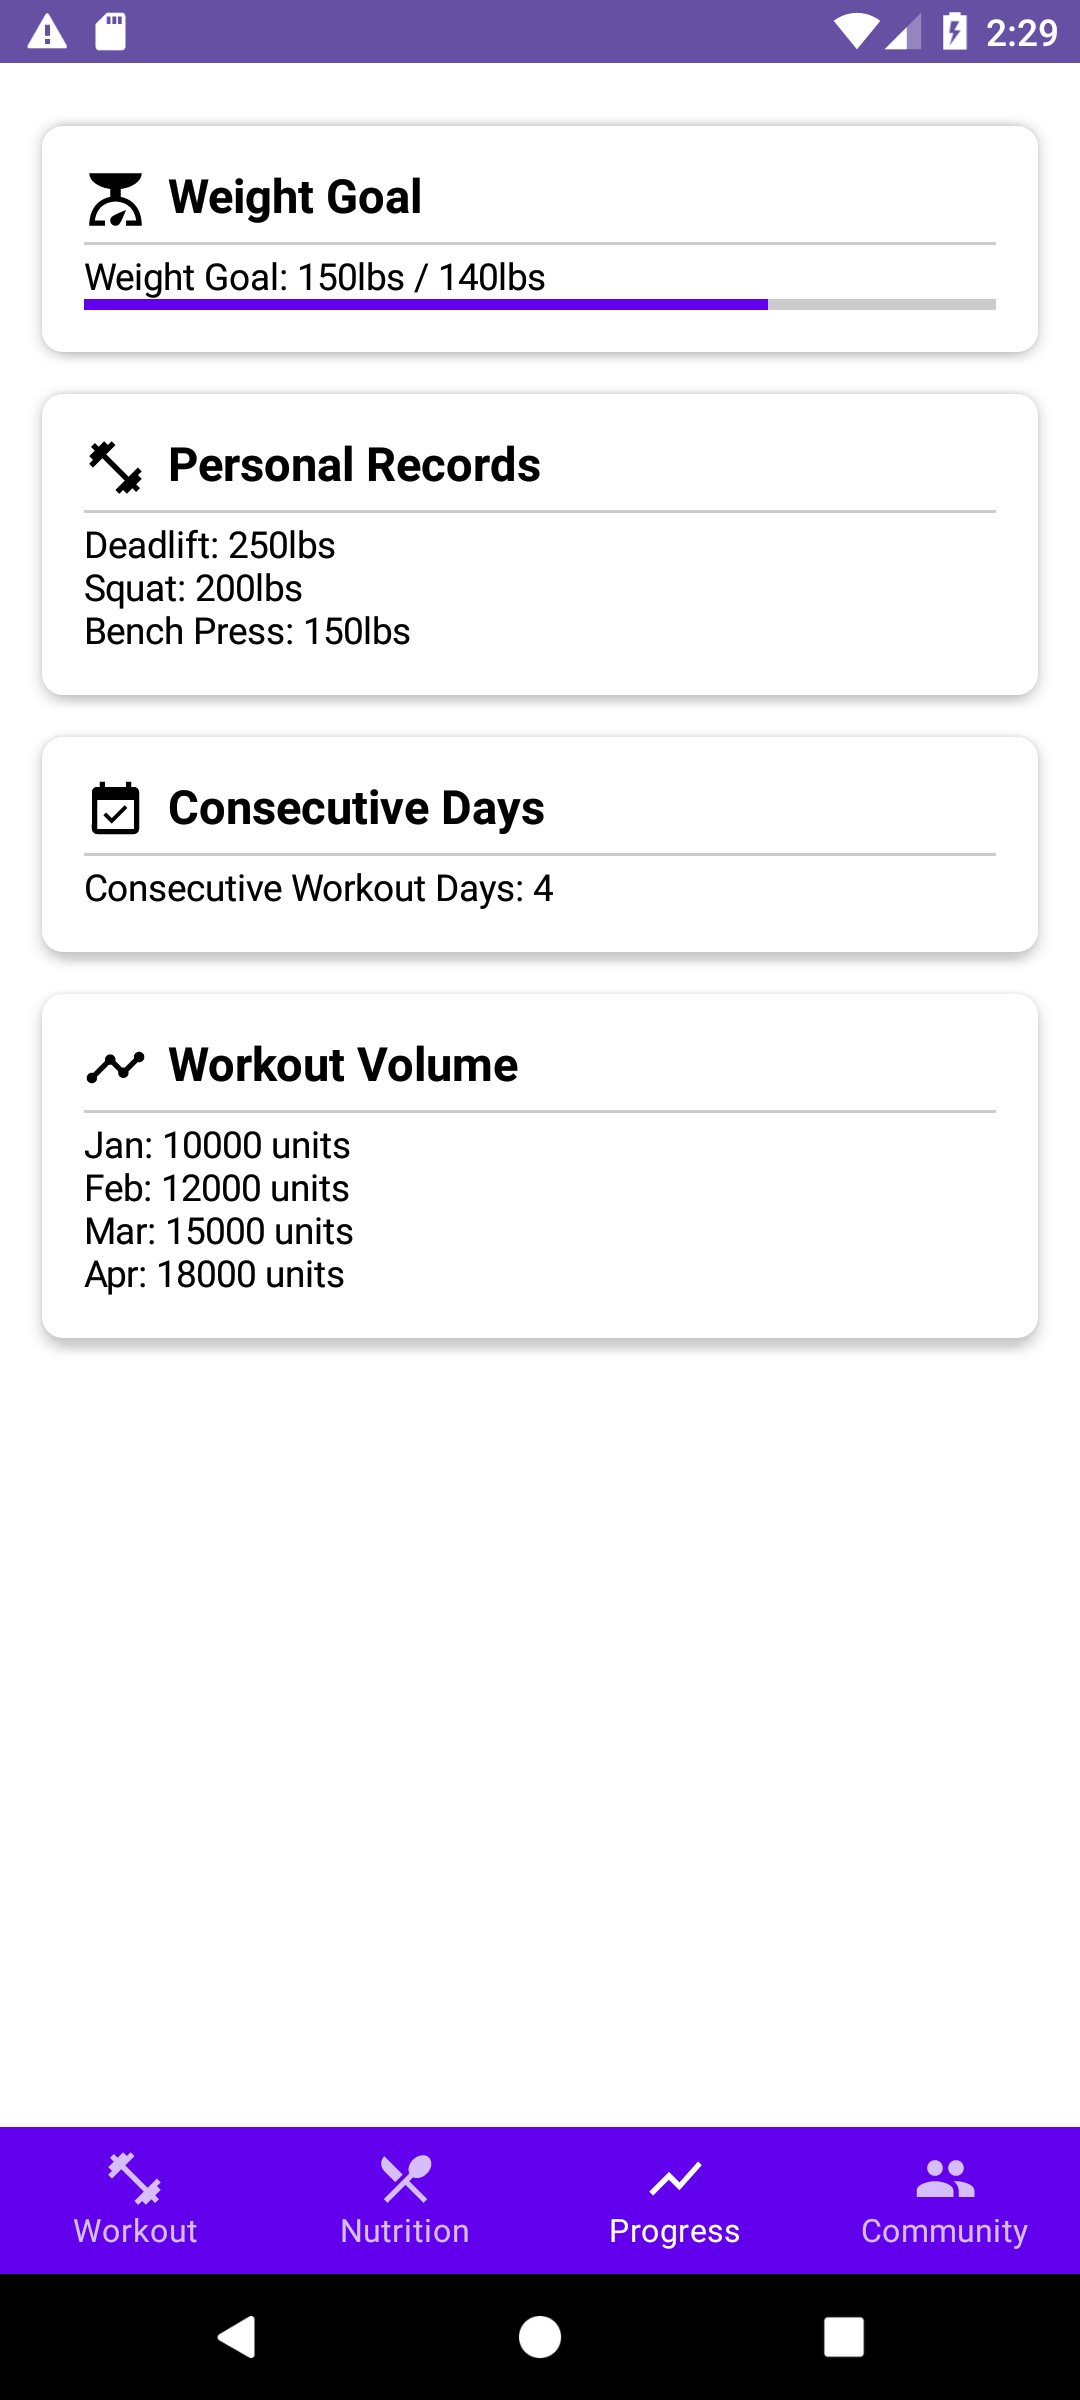 2:29
Weight Goal
Weight Goal: 150lbs / 140lbs
Personal Records
Deadlift: 250lbs
Squat: 200lbs
Bench Press: 150lbs
Consecutive Days
Consecutive Workout Days: 4
Workout Volume
Jan: 10000 units
Feb: 12000 units
Mar: 15000 units
Apr: 18000 units
Workout
Nutrition
Progress
Community